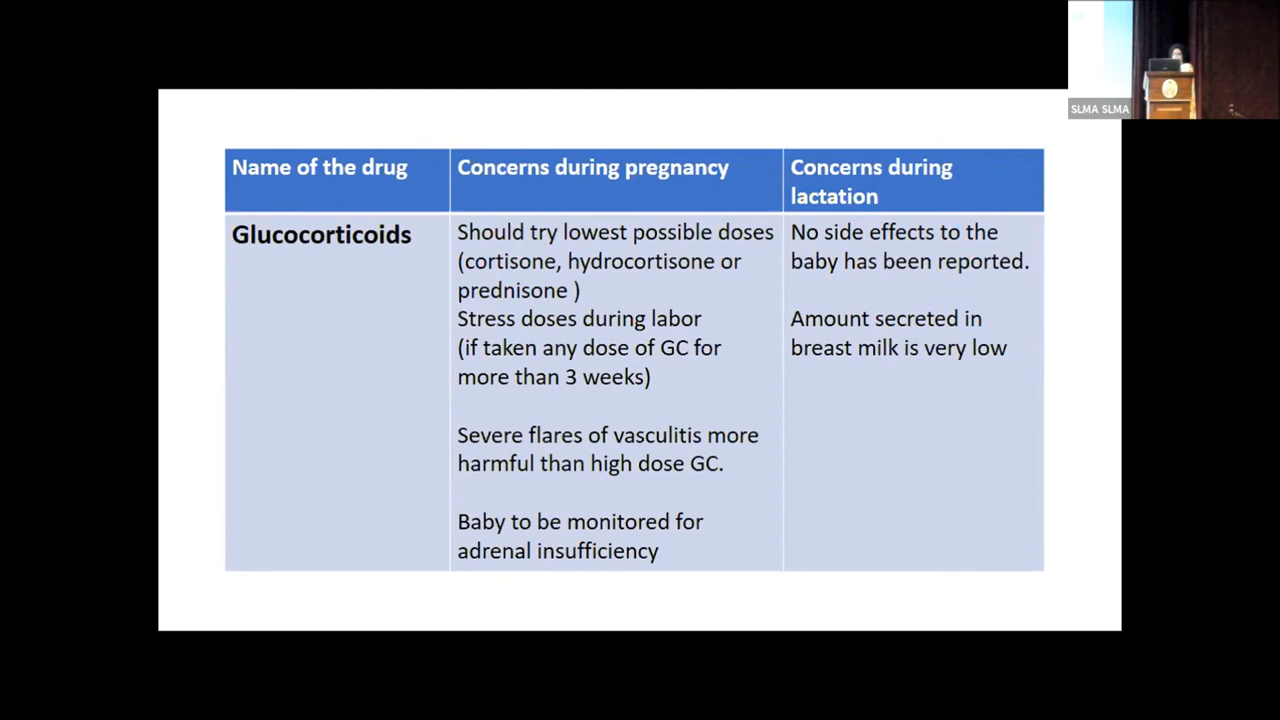 SLMA SLMA
Name of the drug
Concerns during pregnancy
Concerns during
lactation
Glucocorticoids
Should try lowest possible doses
(cortisone, hydrocortisone or
prednisone )
Stress doses during labor
(if taken any dose of GC for
more than 3 weeks)
Severe flares of vasculitis more
harmful than high dose GC.
Baby to be monitored for
adrenal insufficiency
No side effects to the
baby has been reported.
Amount secreted in
breast milk is very low